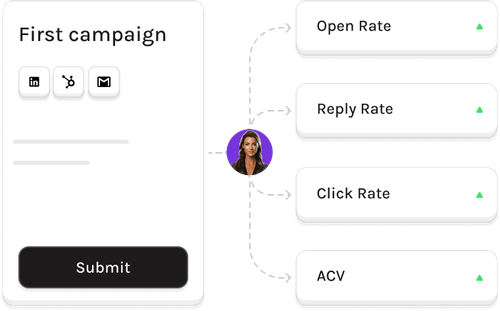 First campaign
Submit
Open Rate
Reply Rate
Click Rate
ACV